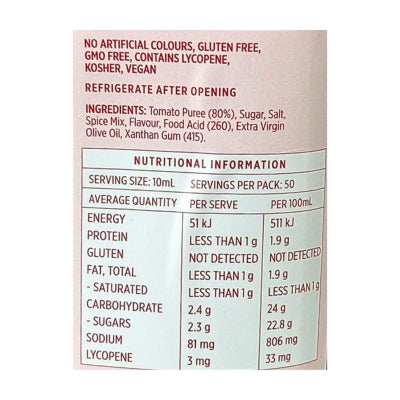 NO ARTIFICIAL COLOURS, GLUTEN FREE,
GMO FREE, CONTAINS LYCOPENE,
KOSHER, VEGAN
REFRIGERATE AFTER OPENING
INGREDIENTS: Tomato Puree (80%), Sugar, Salt,
Spice Mix, Flavour, Food Acid (260), Extra Virgin
Olive Oil, Xanthan Gum (415).
NUTRITIONAL INFORMATION
SERVING SIZE: 10mL SERVINGS PER PACK: 50
AVERAGE QUANTITY PER SERVE PER 100mL
ENERGY 51 kJ 511 kJ
PROTEIN LESS THAN 1 g 1.9 g
GLUTEN NOT DETECTED NOT DETECTED
FAT, TOTAL LESS THAN 1 g 1.9 g
- SATURATED LESS THAN 1 g LESS THAN 1 g
CARBOHYDRATE 2.4 g 24 g
- SUGARS 2.3 g 22.8 g
SODIUM 81 mg 806 mg
LYCOPENE 3 mg 33 mg